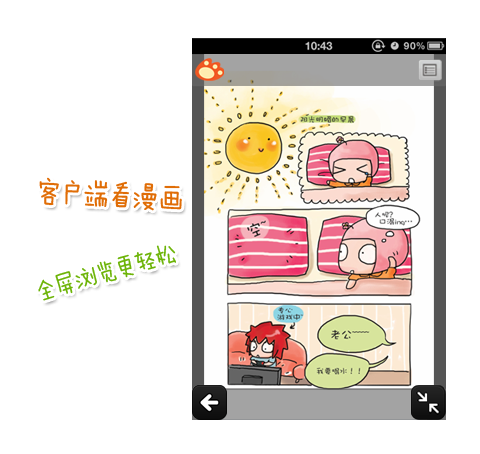 10:43
90%
阳光明媚的早晨
客户端看漫画
空~
人呢?
口渴ing…
全屏浏览更轻松
老公
游戏中
老公~~~
我要喝水！！